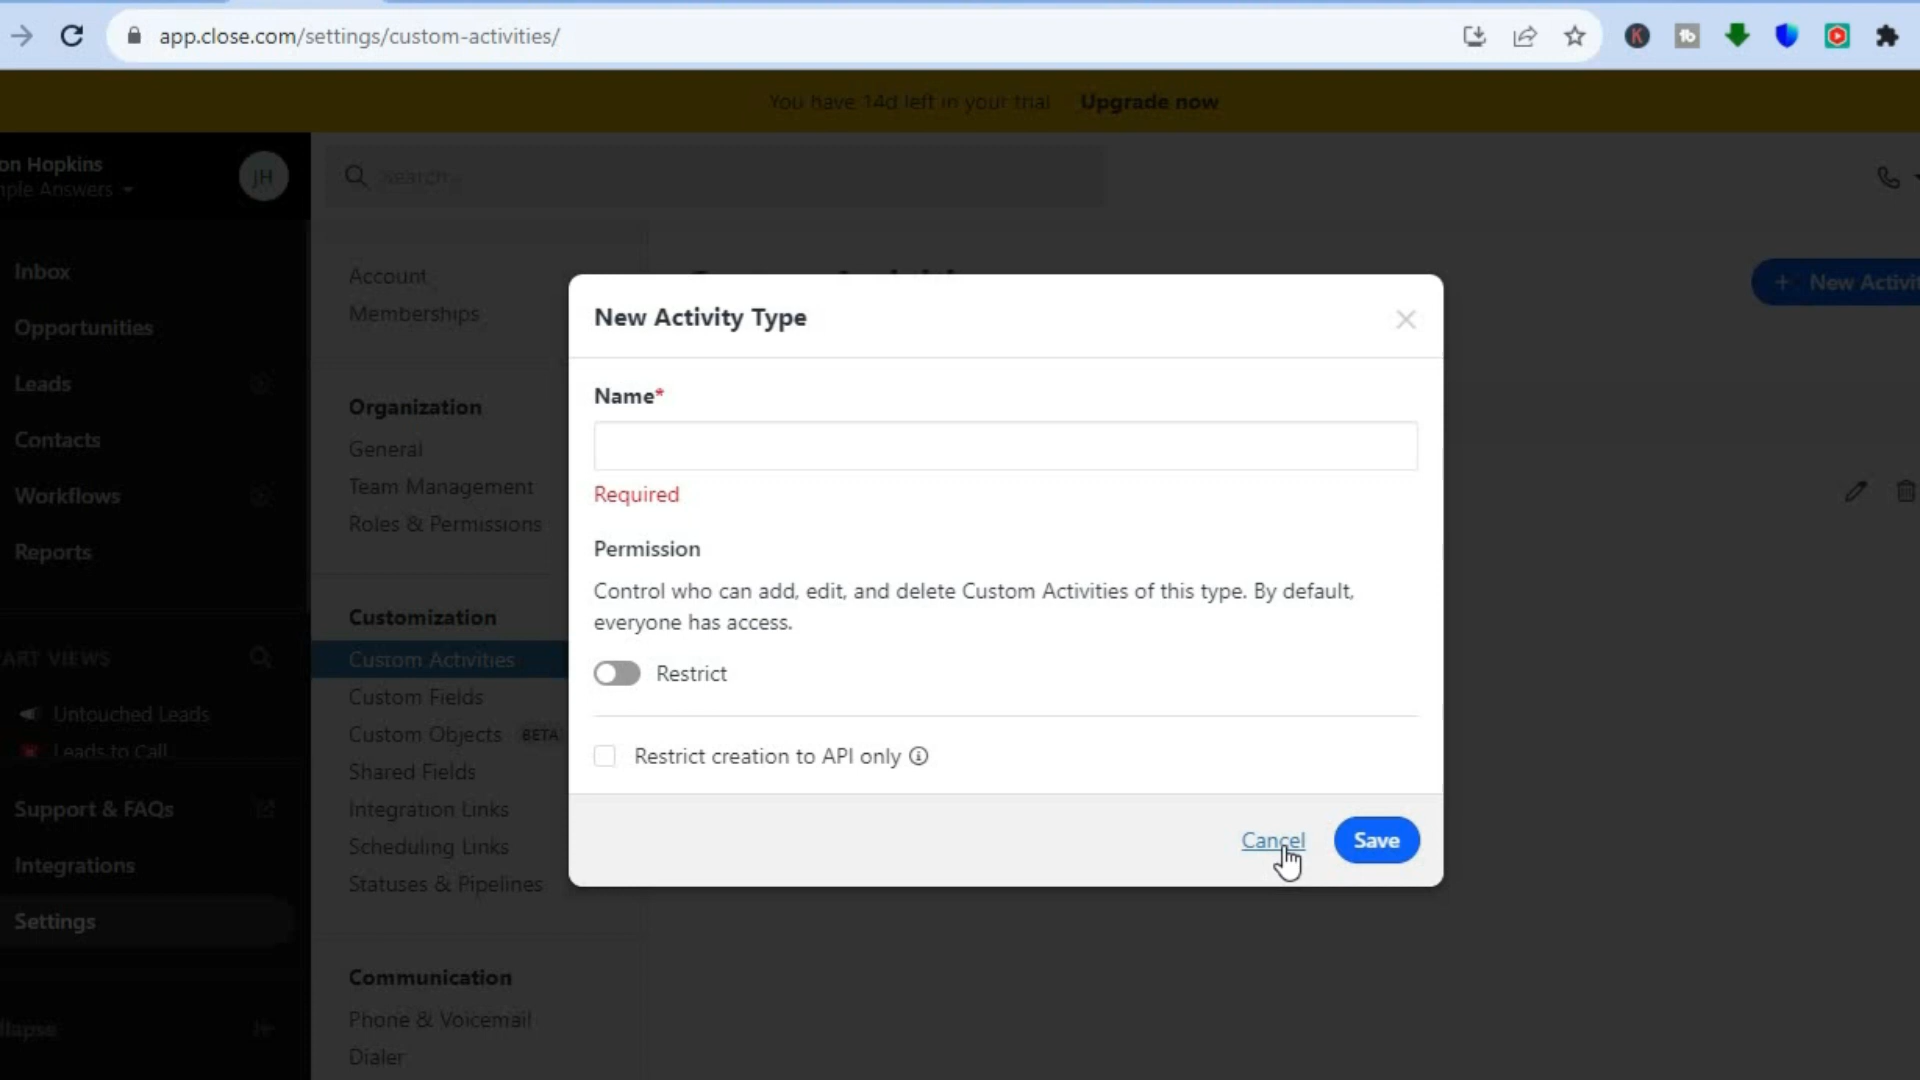 app.close.com/settings/custom-activities/
You have 14d left in your trial Upgrade now
on Hopkins
mple Answers
JH
Search
Inbox
Opportunities
Leads
Contacts
Workflows
Reports
ART VIEWS
Untouched Leads
Leads to Call
Support & FAQs
Integrations
Settings
llapse
Account
Memberships
Organization
General
Team Management
Roles & Permissions
Customization
Custom Activities
Custom Fields
Custom Objects BETA
Shared Fields
Integration Links
Scheduling Links
Statuses & Pipelines
Communication
Phone & Voicemail
Dialer
+ New Activit
New Activity Type
Name*
Required
Permission
Control who can add, edit, and delete Custom Activities of this type. By default,
everyone has access.
Restrict
Restrict creation to API only
Cancel
Save